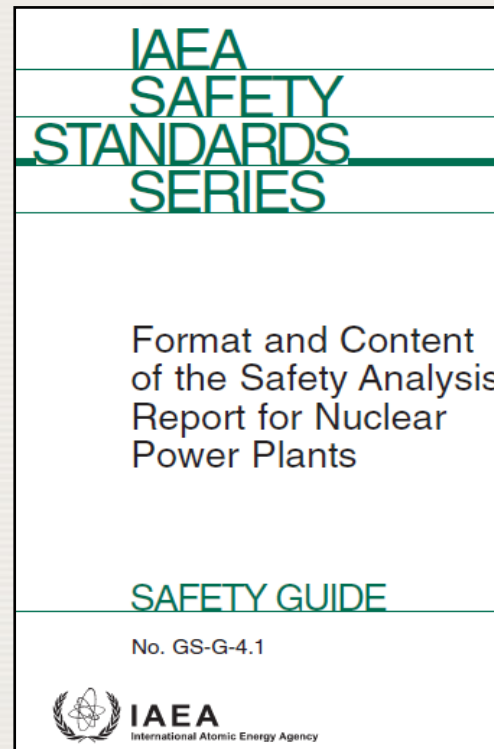 IAEA
SAFETY
STANDARDS
SERIES
Format and Content
of the Safety Analysis
Report for Nuclear
Power Plants
SAFETY GUIDE
No. GS-G-4.1
IAEA
International Atomic Energy Agency